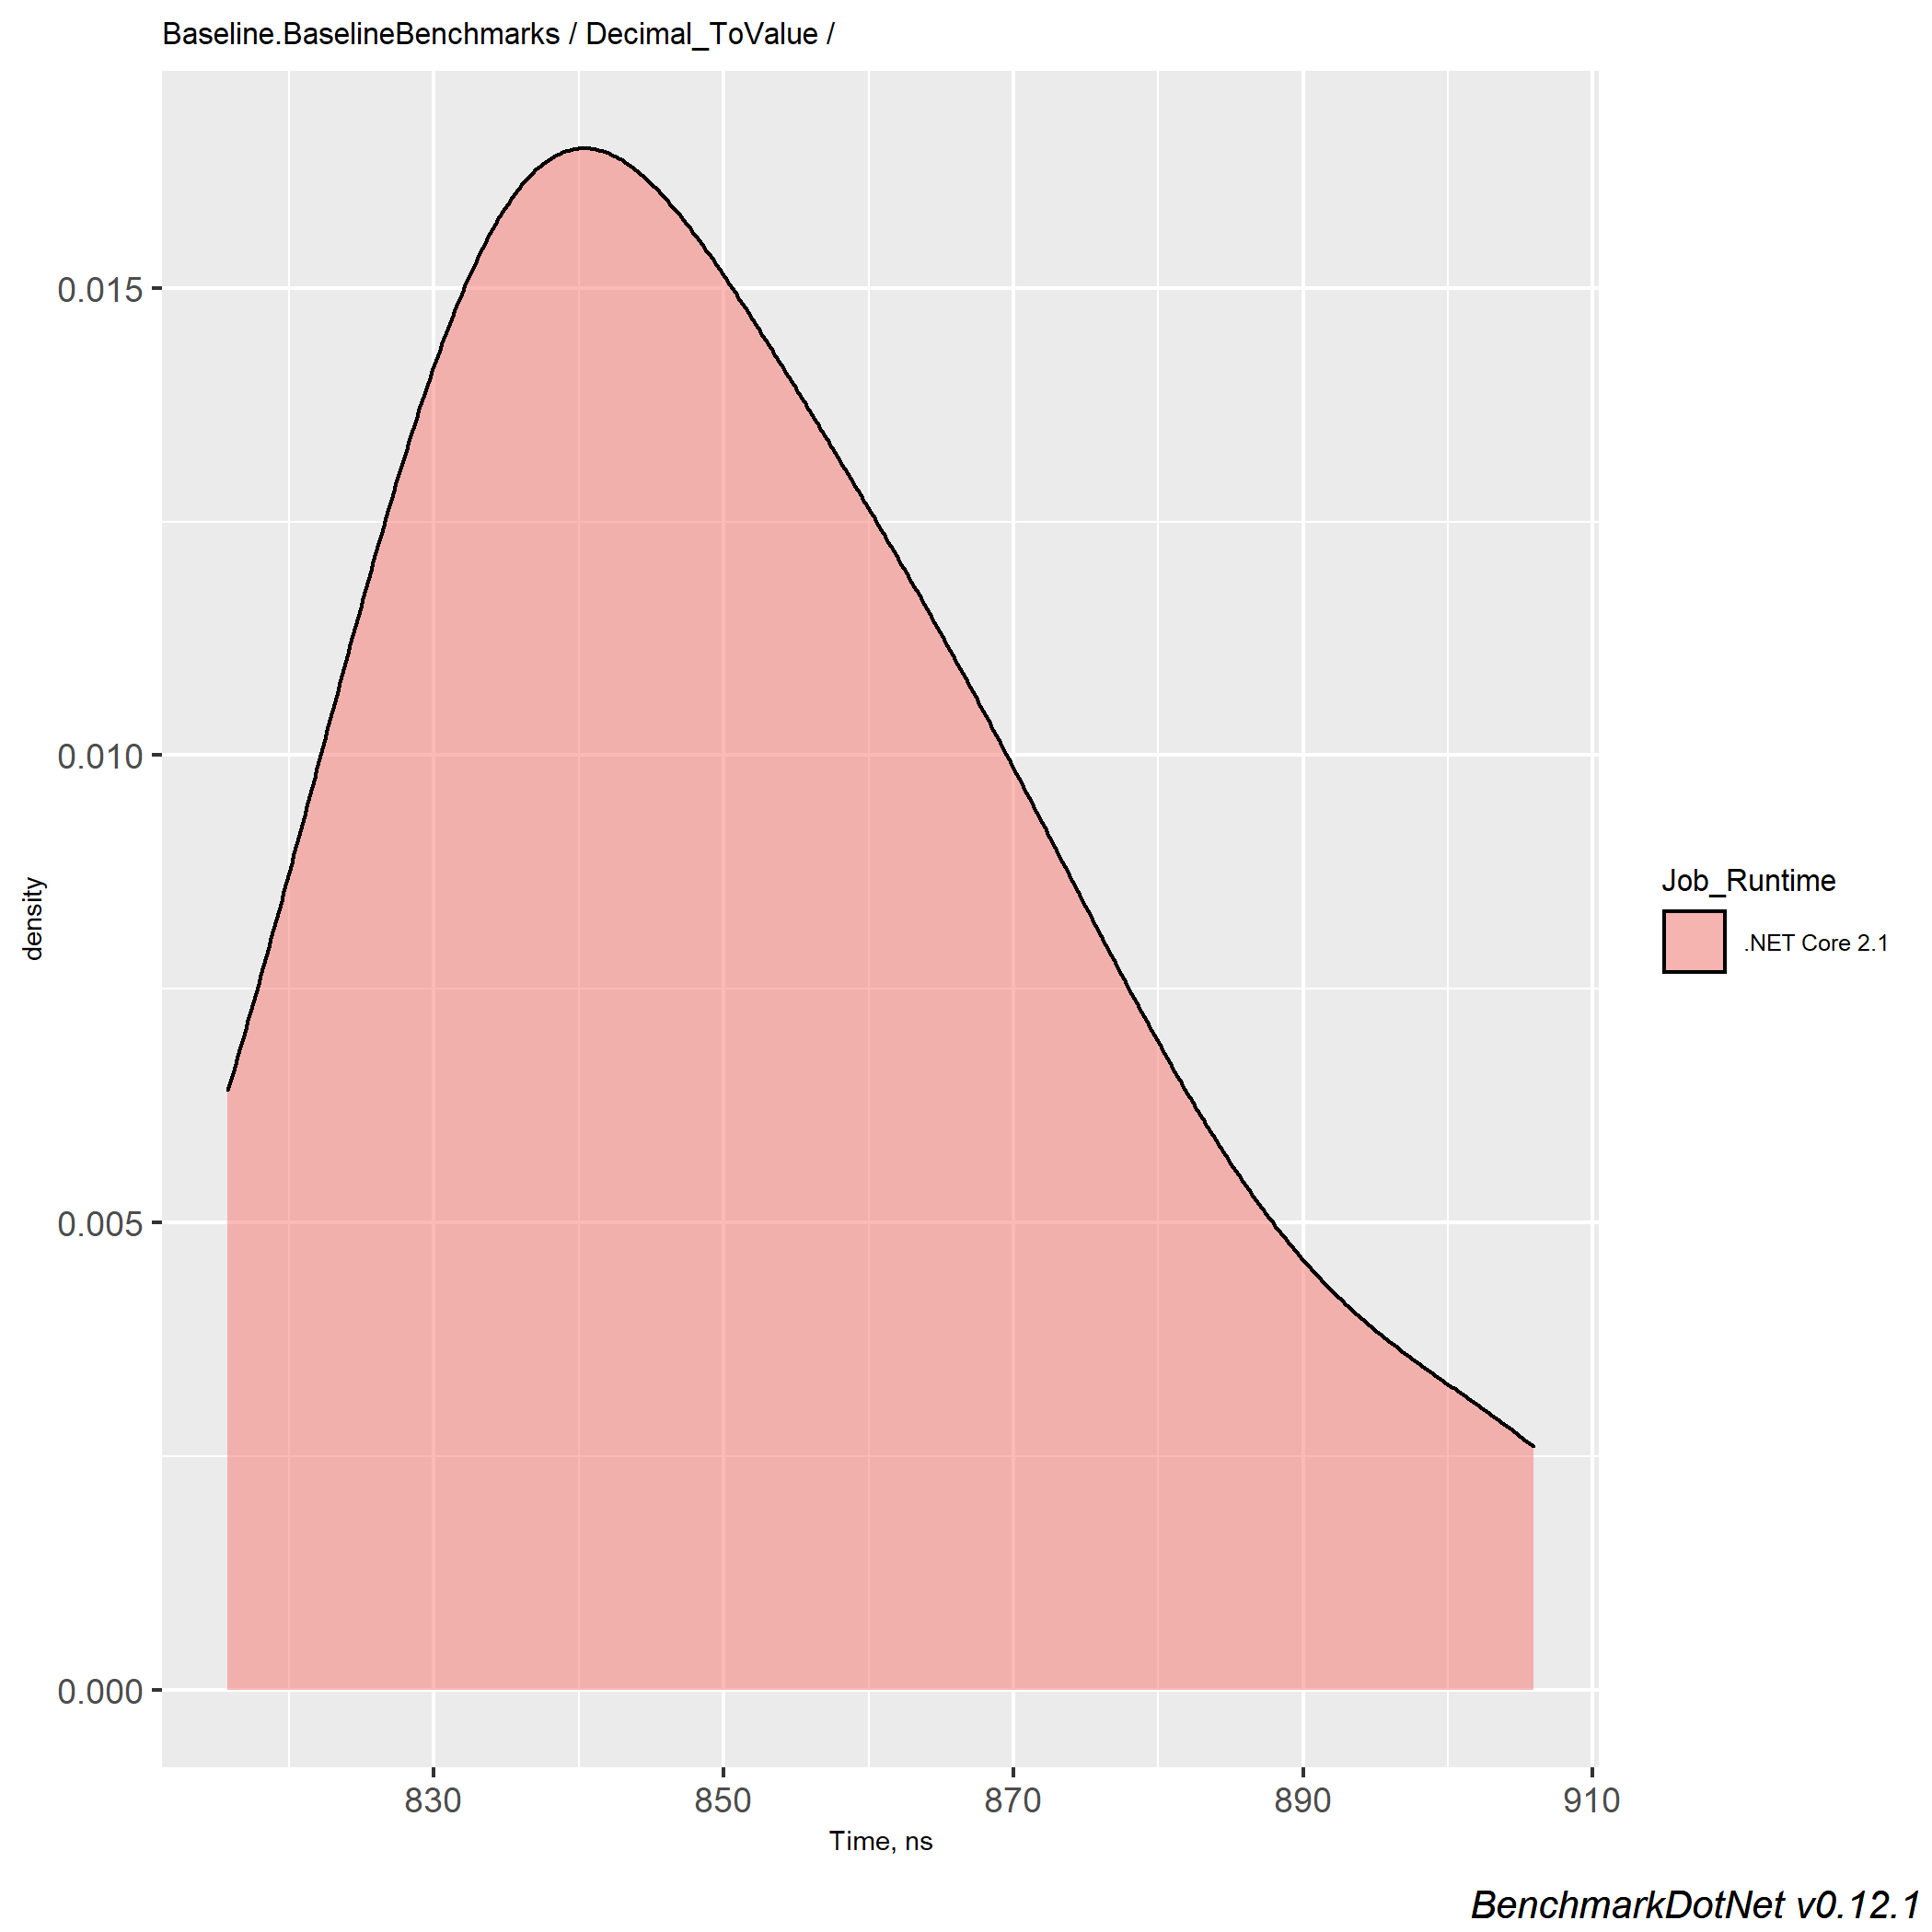 Baseline.BaselineBenchmarks / Decimal_ToValue /
0.015
0.010
0.005
0.000
density
830 850 870 890 910
Time, ns
Job_Runtime
.NET Core 2.1
BenchmarkDotNet v0.12.1